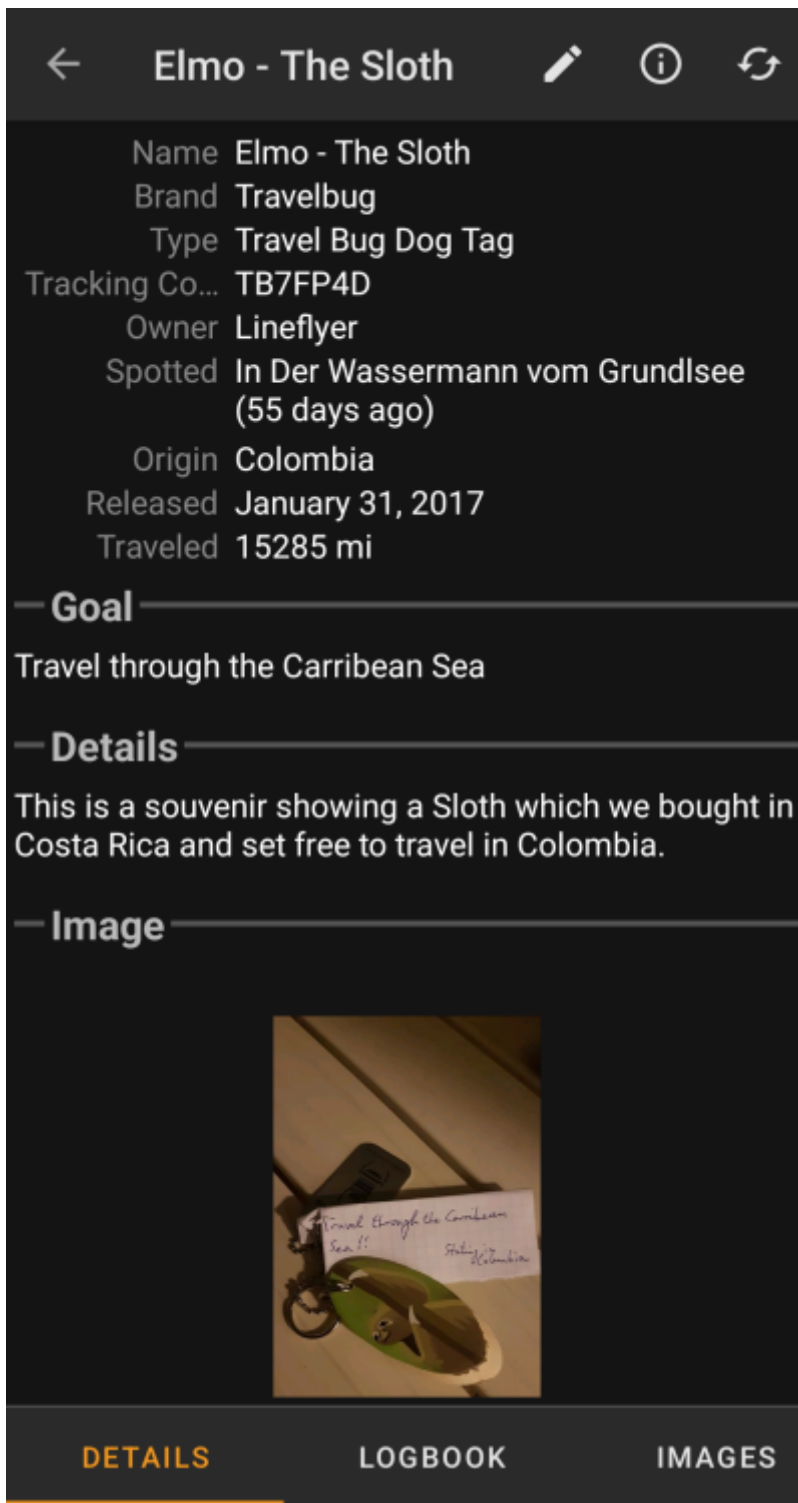 Elmo - The Sloth
Name Elmo - The Sloth
Brand Travelbug
Type Travel Bug Dog Tag
Tracking Co... TB7FP4D
Owner Lineflyer
Spotted In Der Wassermann vom Grundlsee
(55 days ago)
Origin Colombia
Released January 31, 2017
Traveled 15285 mi
Goal
Travel through the Carribean Sea
Details
This is a souvenir showing a Sloth which we bought in
Costa Rica and set free to travel in Colombia.
Image
Travel through the Carribean
Sea !!
in
Colombia
DETAILS LOGBOOK IMAGES